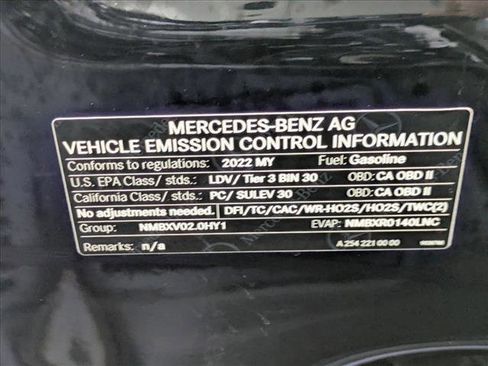 MERCEDES-BENZ AG
VEHICLE EMISSION CONTROL INFORMATION
Conforms to regulations: 2022 MY Fuel: Gasoline
U.S. EPA Class/ stds.: LDV/ Tier 3 BIN 30 OBD: CA OBD II
California Class/ stds.: PC/ SULEV 30 OBD: CA OBD II
No adjustments needed. DFI/TC/CAC/WR-HO2S/HO2S/TWC(2)
Group: NMBXV02.0HY1 EVAP: NMBXR0140LNC
Remarks: n/a A 254 221 00 00